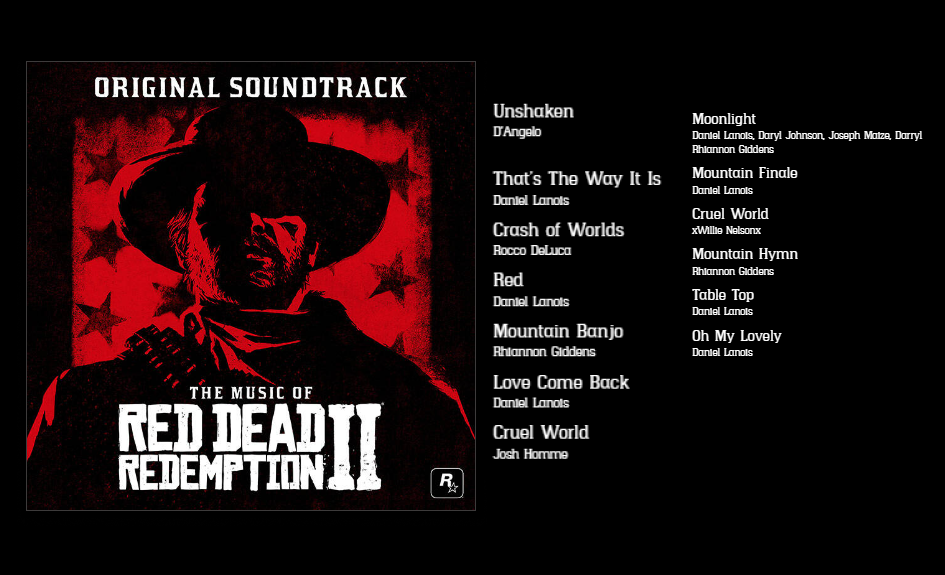 ORIGINAL SOUNDTRACK
THE MUSIC OF
RED DEAD
REDEMPTION II
R
Unshaken
D'Angelo
That's The Way It Is
Daniel Lanois
Crash of Worlds
Rocco DeLuca
Red
Daniel Lanois
Mountain Banjo
Rhiannon Giddens
Love Come Back
Daniel Lanois
Cruel World
Josh Homme
Moonlight
Daniel Lanois, Daryl Johnson, Joseph Maize, Darryl
Rhiannon Giddens
Mountain Finale
Daniel Lanois
Cruel World
xWillie Nelsonx
Mountain Hymn
Rhiannon Giddens
Table Top
Daniel Lanois
Oh My Lovely
Daniel Lanois